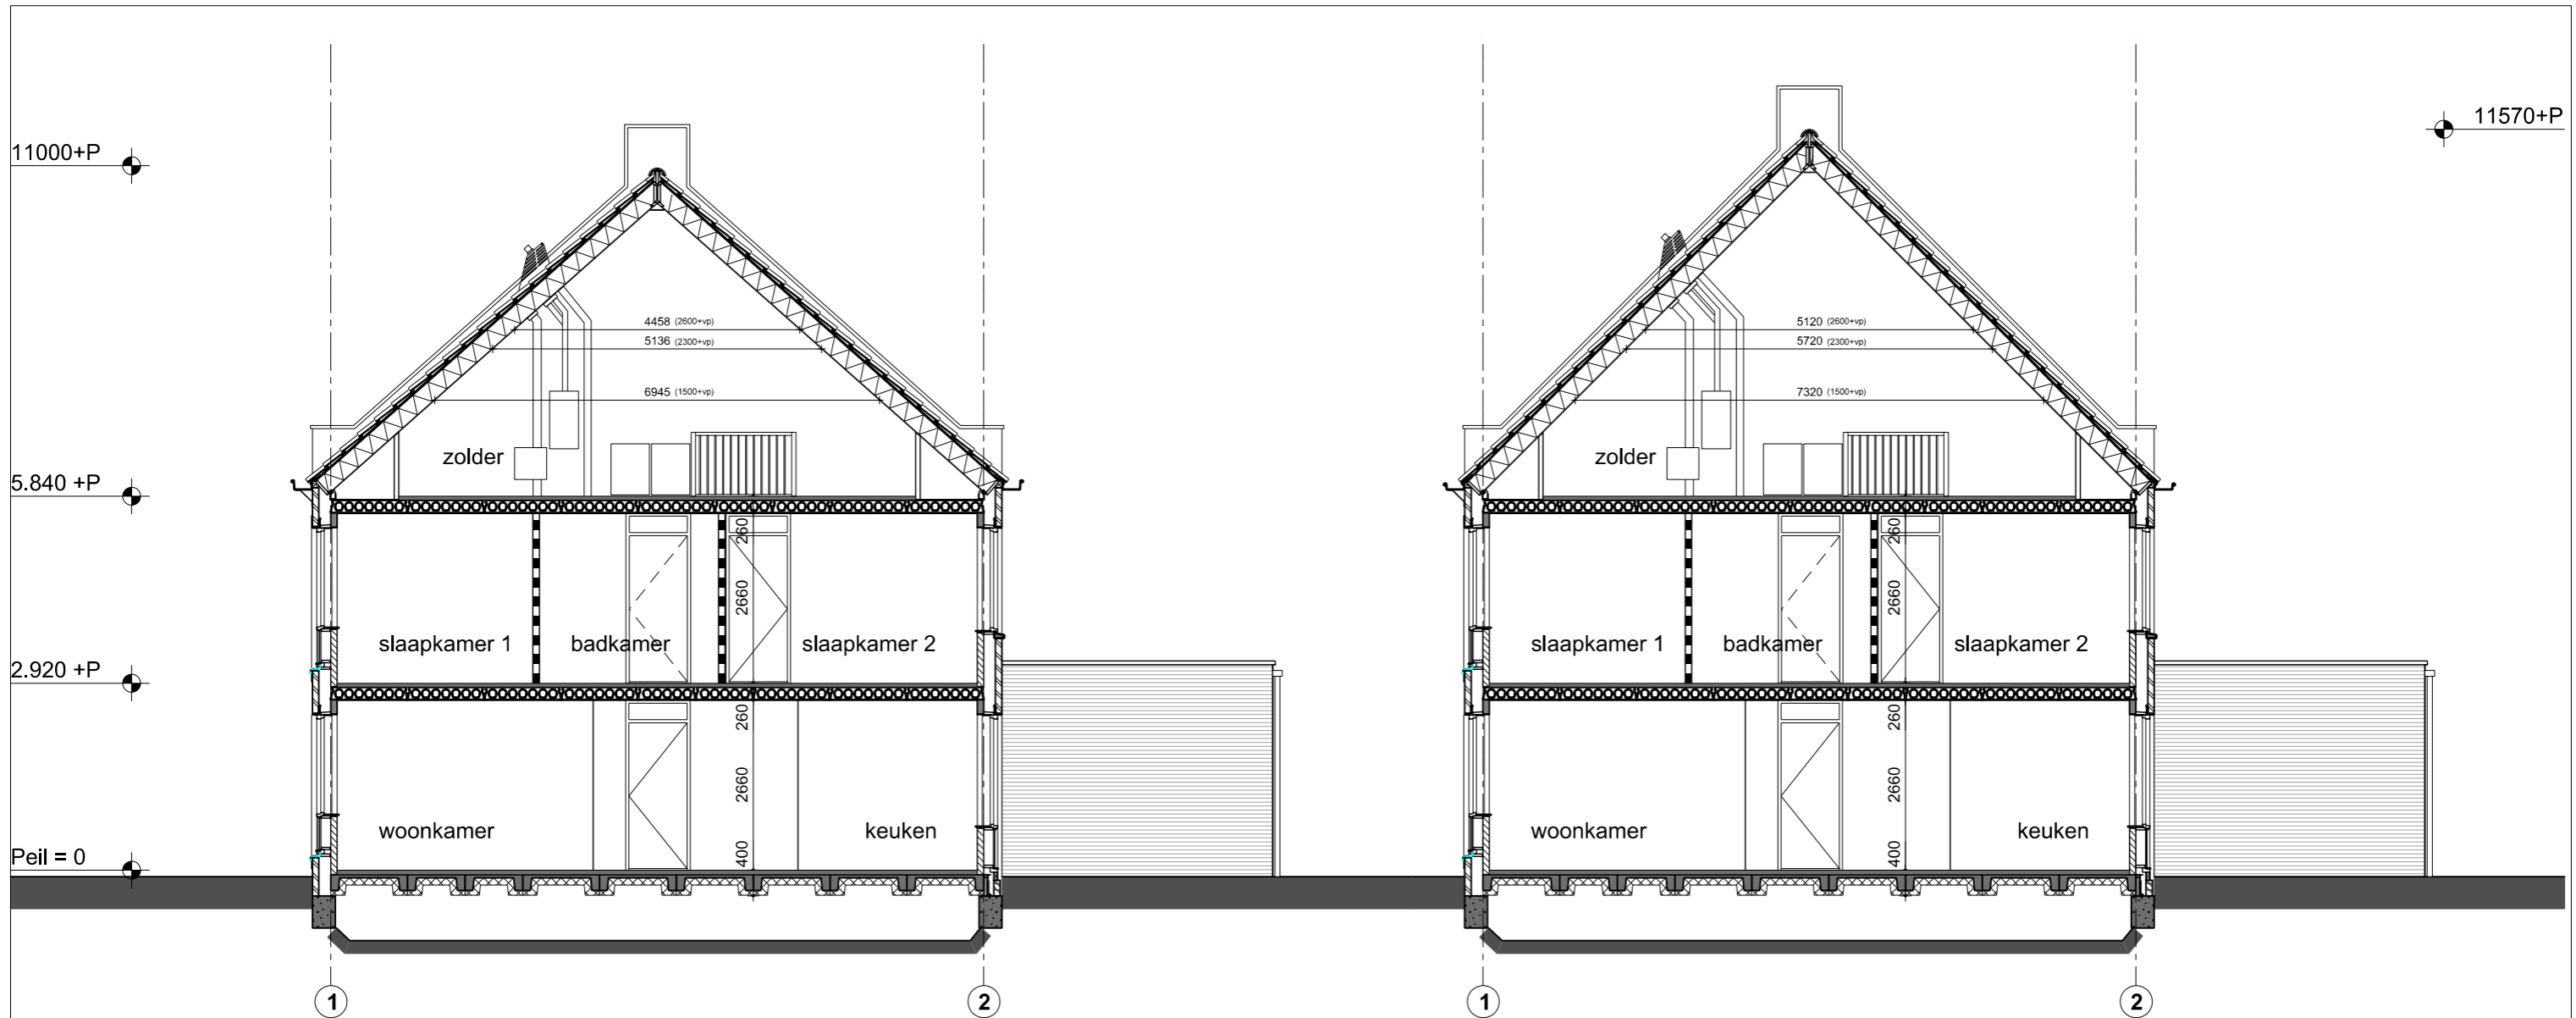 11570+P
11000+P
4458 (2600+vp)
5136 (2300+vp)
6945 (1500+vp)
5120 (2600+vp)
5720 (2300+vp)
7320 (1500+vp)
zolder
zolder
5.840 +P
260
2660
260
2660
slaapkamer 1
badkamer
slaapkamer 2
slaapkamer 1
badkamer
slaapkamer 2
2.920 +P
260
2660
400
260
2660
400
woonkamer
keuken
woonkamer
keuken
Peil = 0
1
2
1
2